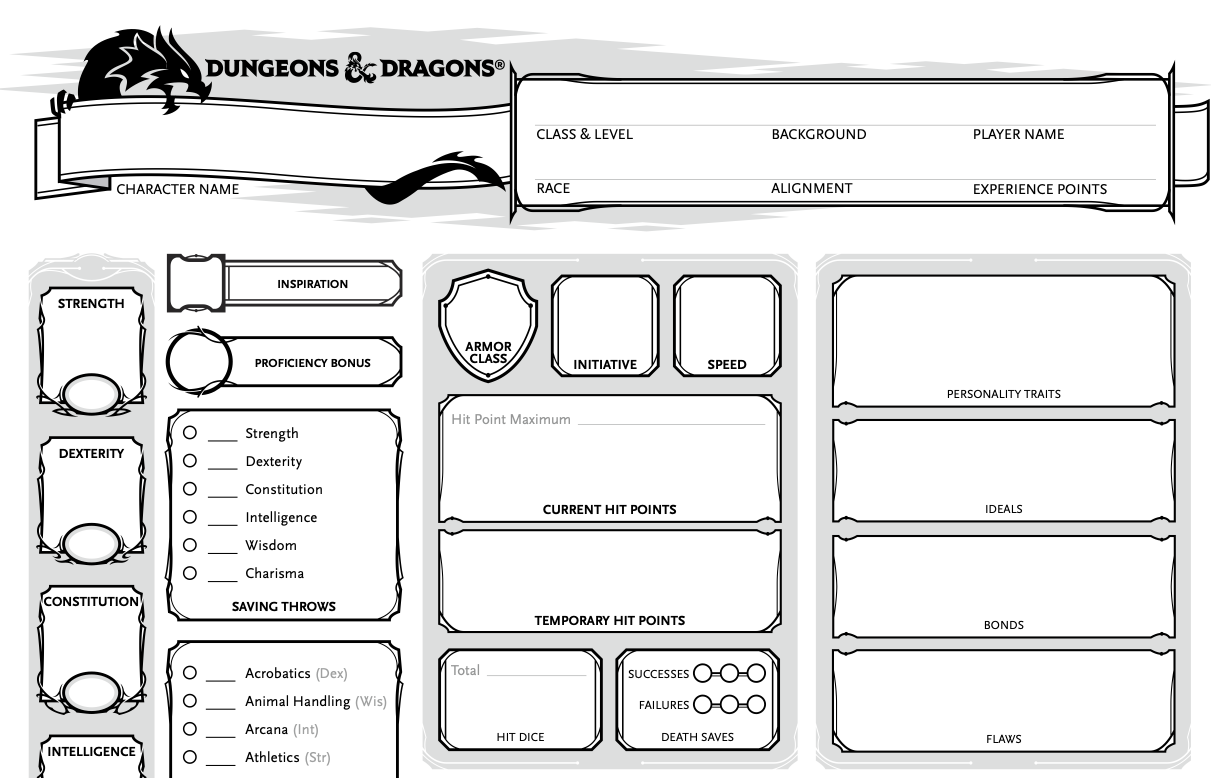 DUNGEONS & DRAGONS®
CHARACTER NAME
CLASS & LEVEL
BACKGROUND
PLAYER NAME
RACE
ALIGNMENT
EXPERIENCE POINTS
STRENGTH
DEXTERITY
CONSTITUTION
INTELLIGENCE
INSPIRATION
PROFICIENCY BONUS
Strength
Dexterity
Constitution
Intelligence
Wisdom
Charisma
SAVING THROWS
Acrobatics (Dex)
Animal Handling (Wis)
Arcana (Int)
Athletics (Str)
ARMOR
CLASS
INITIATIVE
SPEED
Hit Point Maximum
CURRENT HIT POINTS
TEMPORARY HIT POINTS
Total
HIT DICE
SUCCESSES
FAILURES
DEATH SAVES
PERSONALITY TRAITS
IDEALS
BONDS
FLAWS